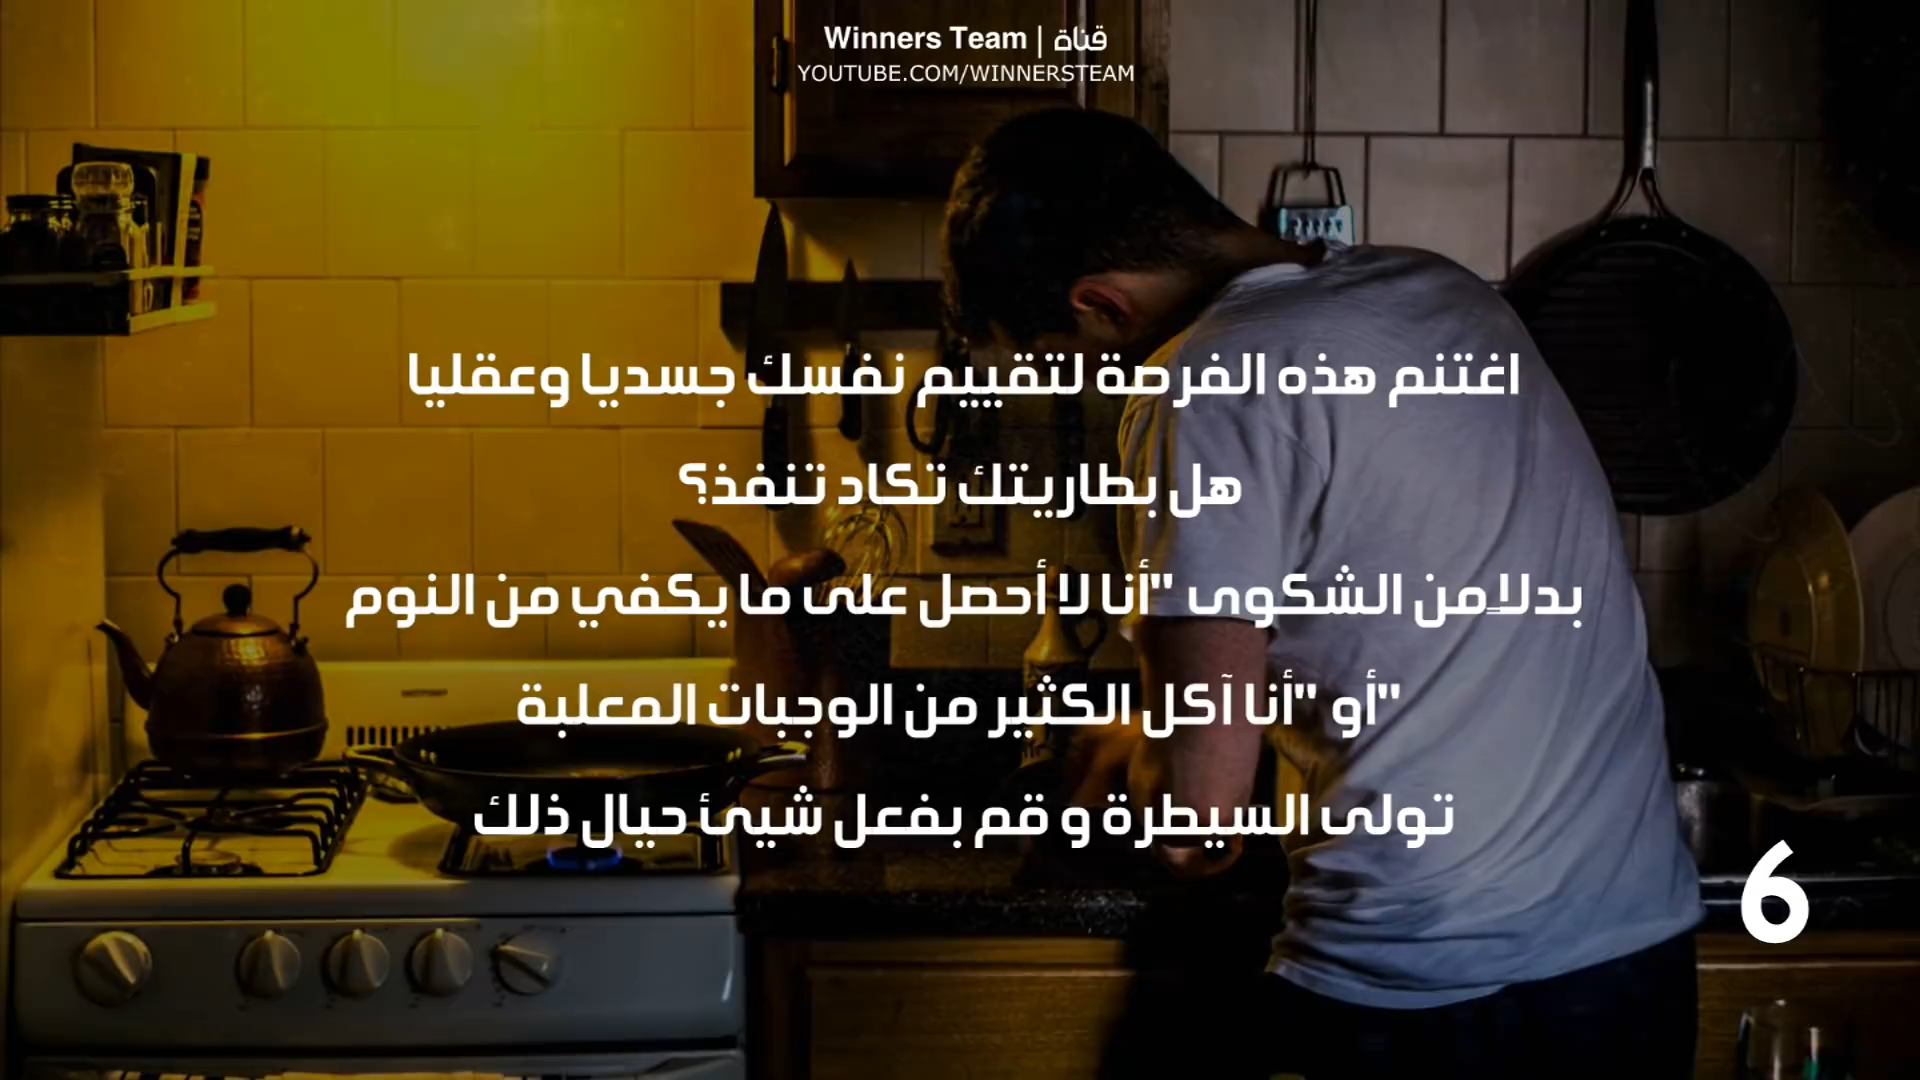 قناة | Winners Team
YOUTUBE.COM/WINNERSTEAM
اغتنم هذه الفرصة لتقييم نفسك جسديا وعقليا
هل بطاريتك تكاد تنفذ؟
بدلاٍمن الشكوى "أنا لا أحصل على ما يكفي من النوم
"أو "أنا آكل الكثير من الوجبات المعلبة
تولى السيطرة و قم بفعل شيئ حيال ذلك
6